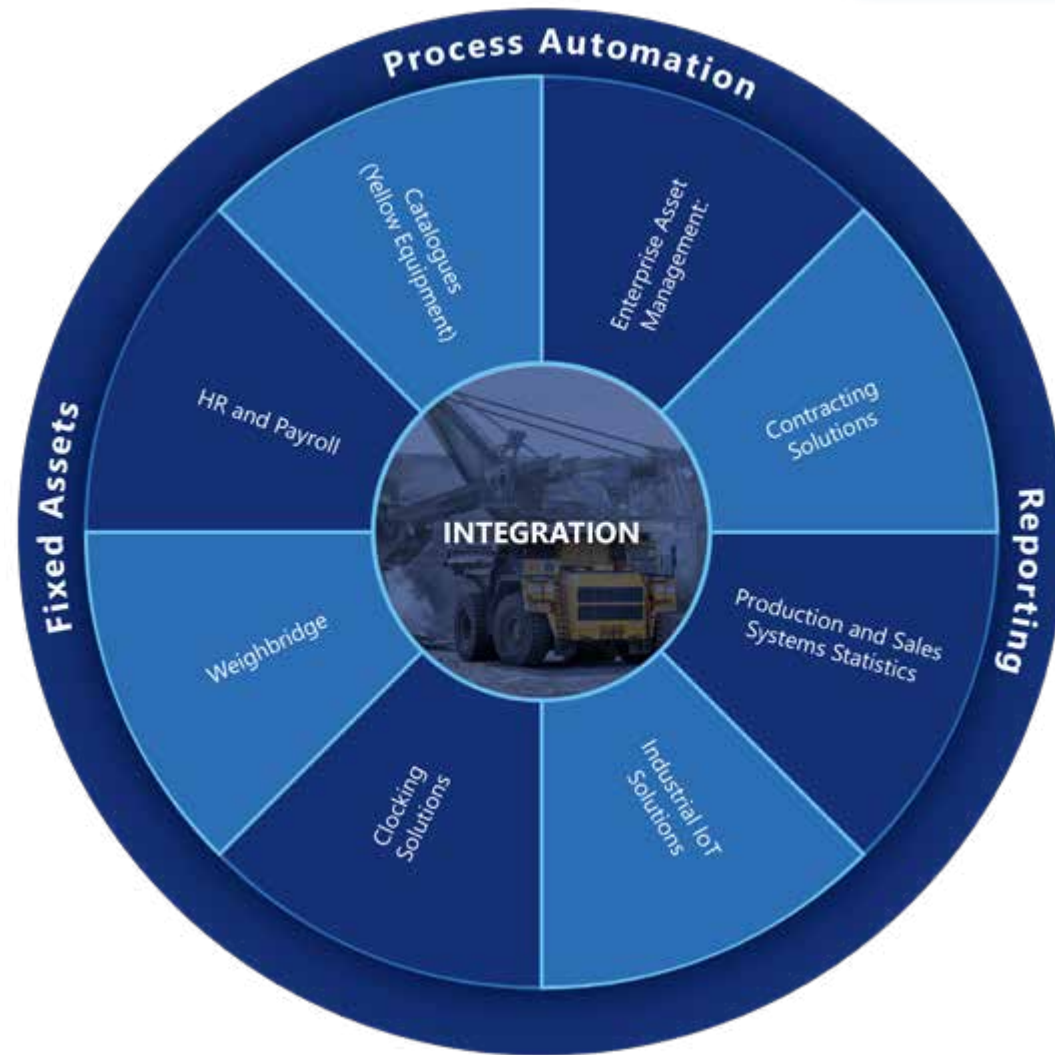 Process Automation
Reporting
Fixed Assets
Enterprise Asset
Management:
Contracting
Solutions
Production and Sales
Systems Statistics
Industrial IoT
Solutions
Clocking
Solutions
Weighbridge
HR and Payroll
Catalogues
(Yellow Equipment)
INTEGRATION